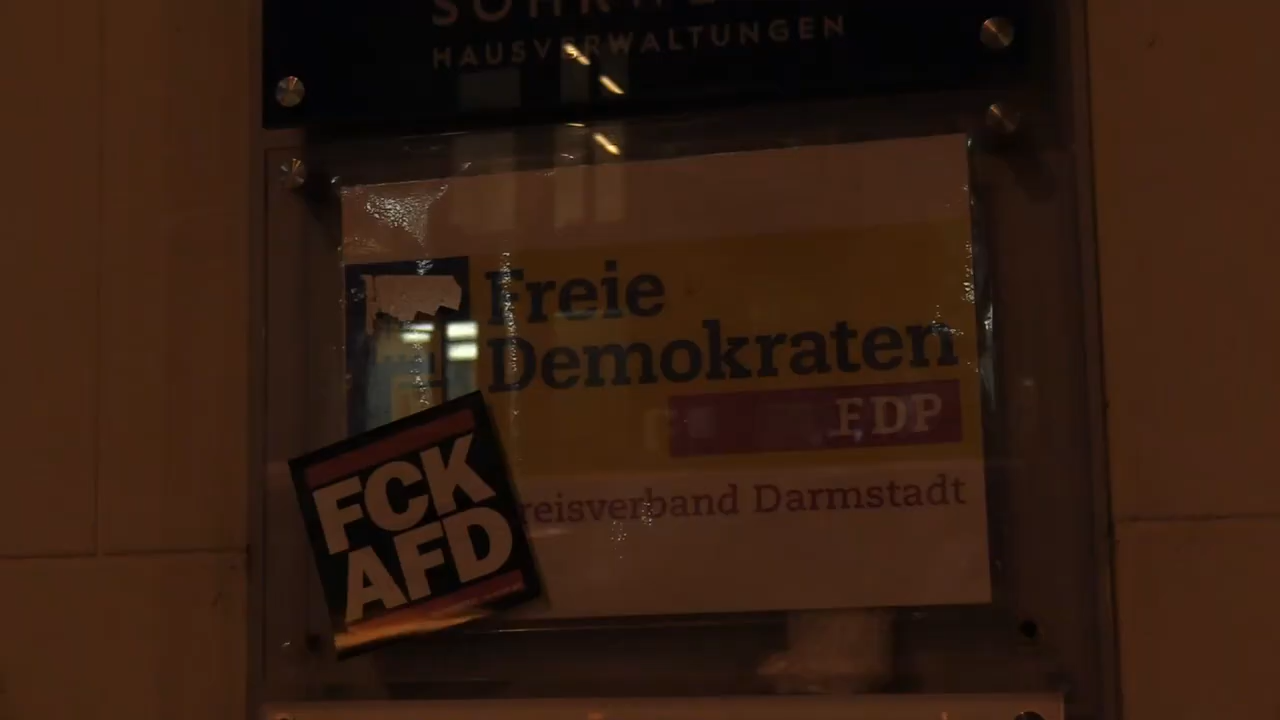 HAUSVERWALTUNGEN
Freie
Demokraten
FDP
reisverband Darmstadt
FCK
AFD